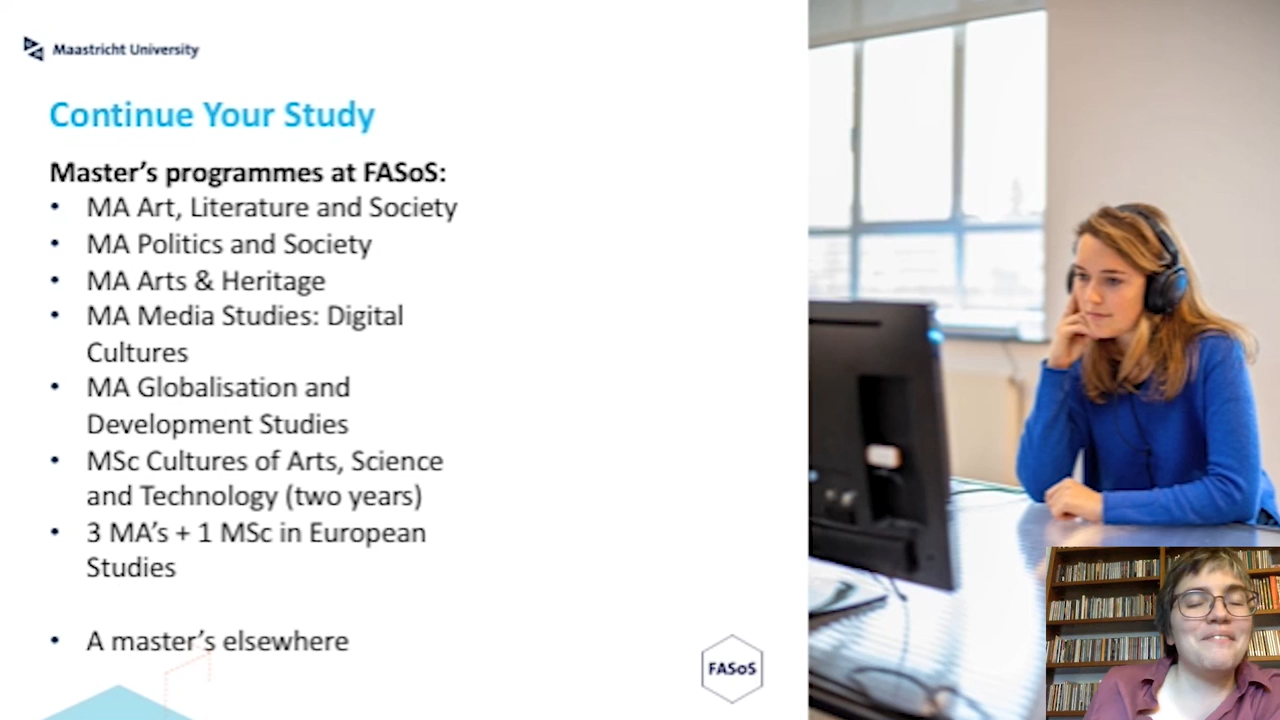 Maastricht University
Continue Your Study
Master's programmes at FASoS:
• MA Art, Literature and Society
• MA Politics and Society
• MA Arts & Heritage
• MA Media Studies: Digital
Cultures
• MA Globalisation and
Development Studies
• MSc Cultures of Arts, Science
and Technology (two years)
• 3 MA's + 1 MSc in European
Studies
• A master's elsewhere
FASoS